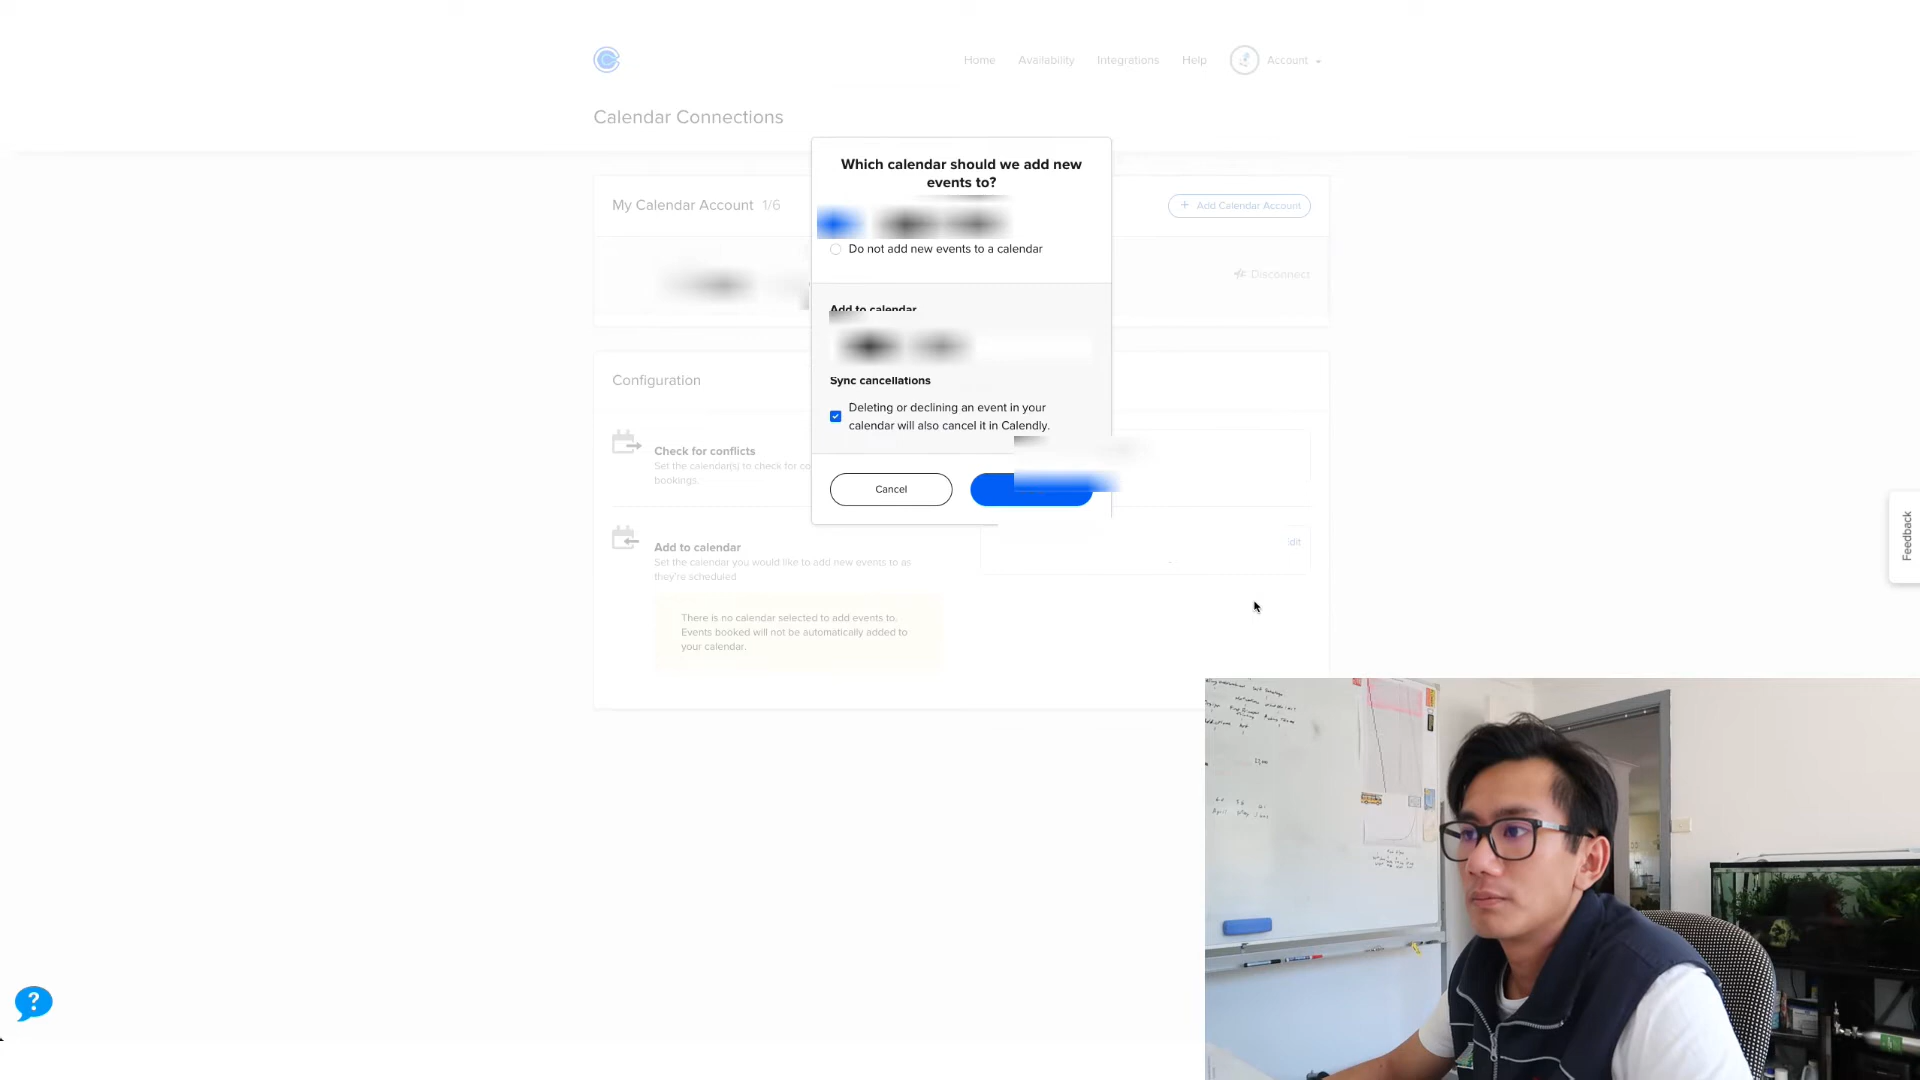 Home Availability Integrations Help Account
Calendar Connections
My Calendar Account 1/6
+ Add Calendar Account
Disconnect
Which calendar should we add new
events to?
Do not add new events to a calendar
Add to calendar
Sync cancellations
Deleting or declining an event in your
calendar will also cancel it in Calendly.
Cancel
Configuration
Check for conflicts
Set the calendar(s) to check for
bookings.
Add to calendar
Set the calendar you would like to add new events to as
they're scheduled
dit
There is no calendar selected to add events to.
Events booked will not be automatically added to
your calendar.
Feedback
?
April May June